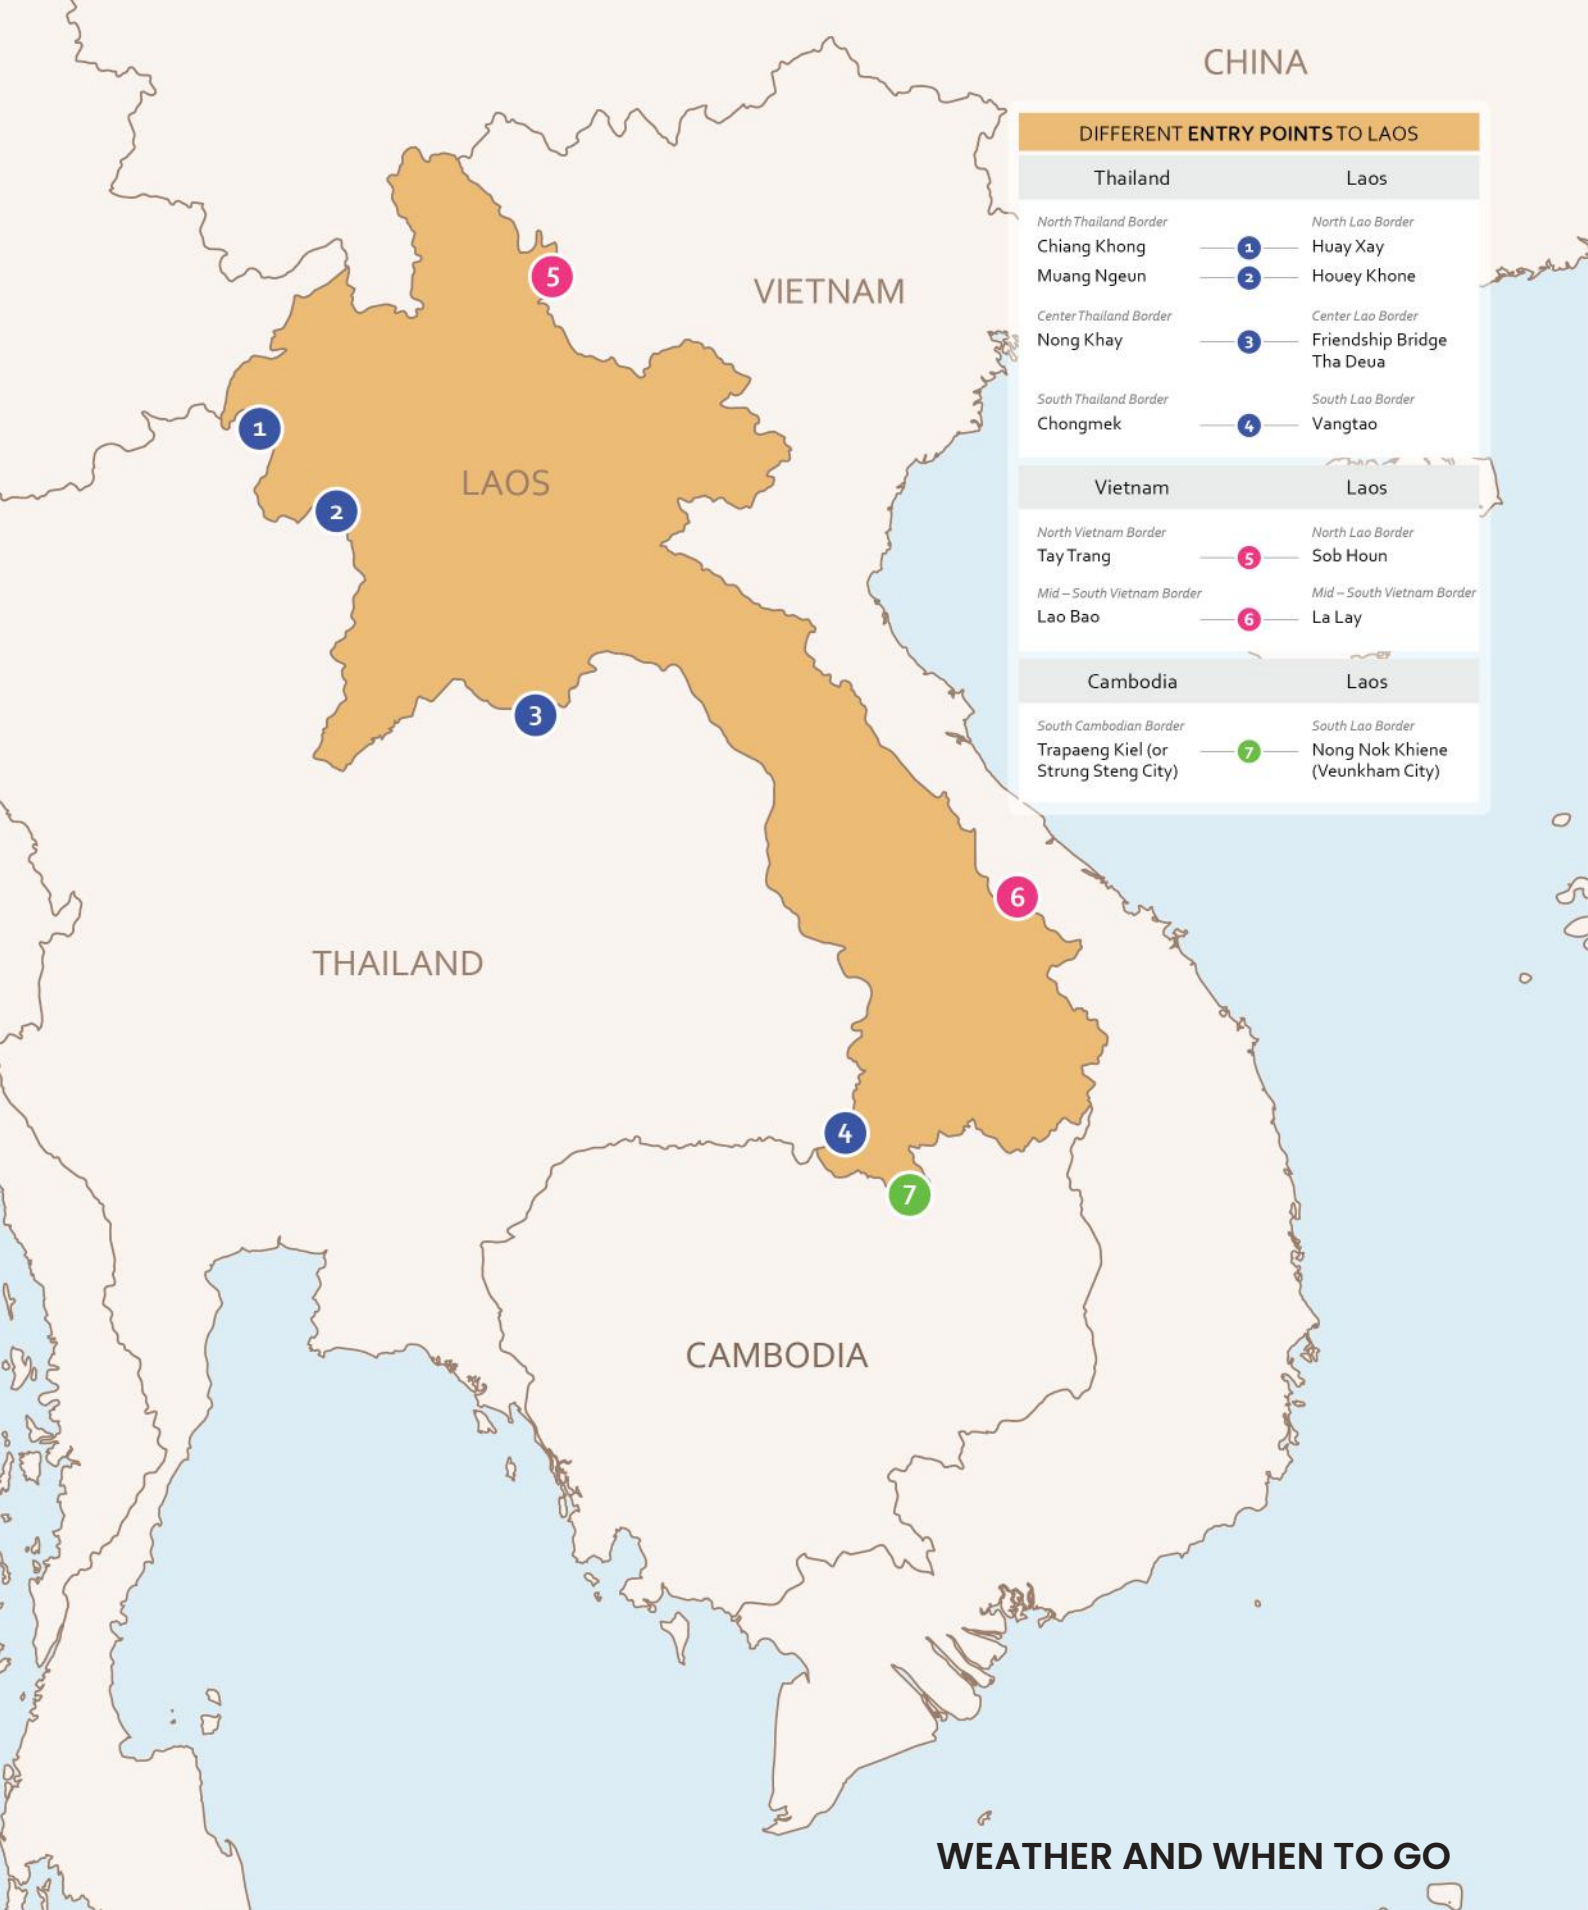 CHINA
DIFFERENT ENTRY POINTS TO LAOS
Thailand Laos
North Thailand Border North Lao Border
Chiang Khong 1 Huay Xay
Muang Ngeun 2 Houey Khone
Center Thailand Border Center Lao Border
Nong Khay 3 Friendship Bridge
Tha Deua
South Thailand Border South Lao Border
Chongmek 4 Vangtao
Vietnam Laos
North Vietnam Border North Lao Border
Tay Trang 5 Sob Houn
Mid – South Vietnam Border Mid – South Vietnam Border
Lao Bao 6 La Lay
Cambodia Laos
South Cambodian Border South Lao Border
Trapaeng Kiel (or 7 Nong Nok Khiene
Strung Steng City) (Veunkham City)
5
VIETNAM
1
LAOS
2
3
6
THAILAND
4
7
CAMBODIA
WEATHER AND WHEN TO GO